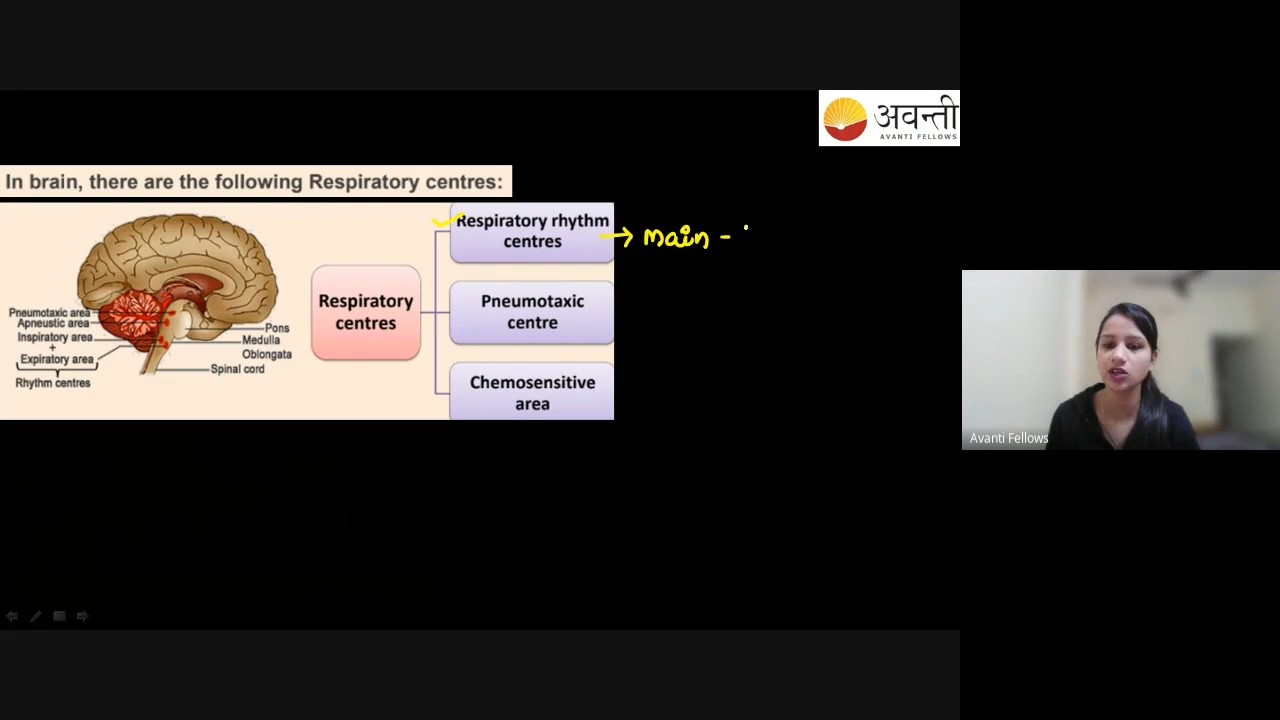 अवन्ती
AVANTI FELLOWS
In brain, there are the following Respiratory centres:
Respiratory rhythm
centres
→ Main -
Respiratory
centres
Pneumotaxic
centre
Chemosensitive
area
Pneumotaxic area
Apneustic area
Inspiratory area
+
Expiratory area
Rhythm centres
Pons
Medulla
Oblongata
Spinal cord
Avanti Fellows